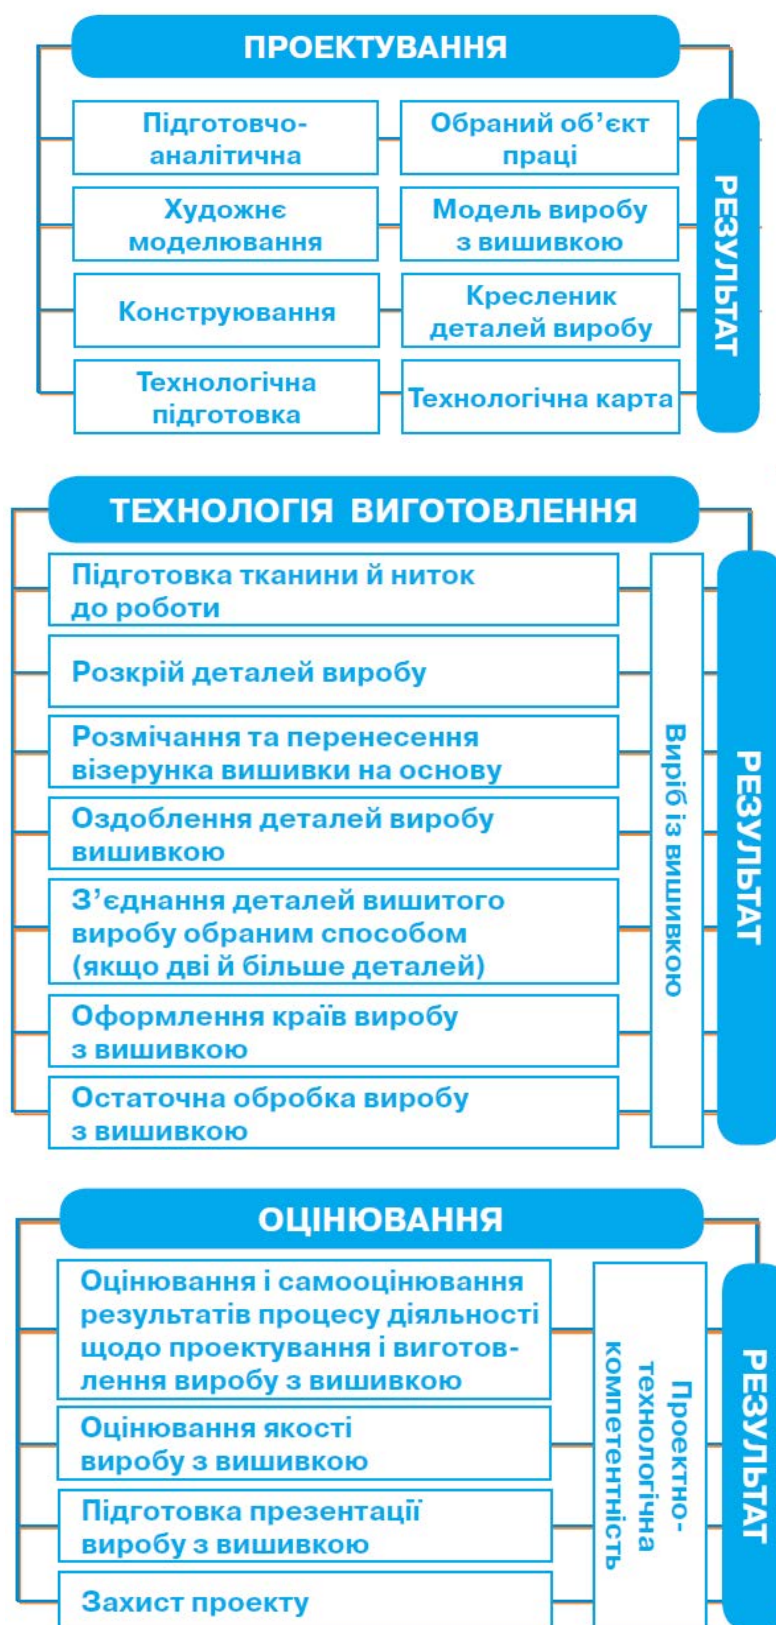 ПРОЕКТУВАННЯ
Підготовчо-
аналітична
Обраний об’єкт
праці
Художнє
моделювання
Модель виробу
з вишивкою
Конструювання
Кресленик
деталей виробу
Технологічна
підготовка
Технологічна карта
РЕЗУЛЬТАТ
ТЕХНОЛОГІЯ ВИГОТОВЛЕННЯ
Підготовка тканини й ниток
до роботи
Розкрій деталей виробу
Розмічання та перенесення
візерунка вишивки на основу
Оздоблення деталей виробу
вишивкою
З’єднання деталей вишитого
виробу обраним способом
(якщо дві й більше деталей)
Оформлення країв виробу
з вишивкою
Остаточна обробка виробу
з вишивкою
Виріб із вишивкою
РЕЗУЛЬТАТ
ОЦІНЮВАННЯ
Оцінювання і самооцінювання
результатів процесу діяльності
щодо проектування і виготов-
лення виробу з вишивкою
Оцінювання якості
виробу з вишивкою
Підготовка презентації
виробу з вишивкою
Захист проекту
Проектно-
технологічна
компетентність
РЕЗУЛЬТАТ